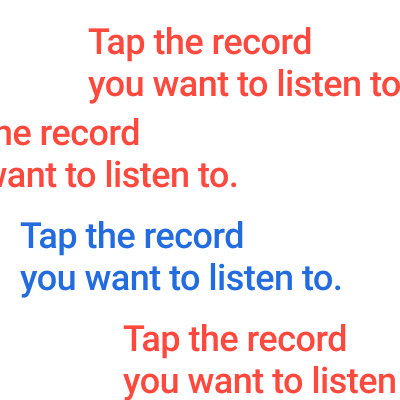 Tap the record
you want to listen to
he record
want to listen to.
Tap the record
you want to listen to.
Tap the record
you want to listen